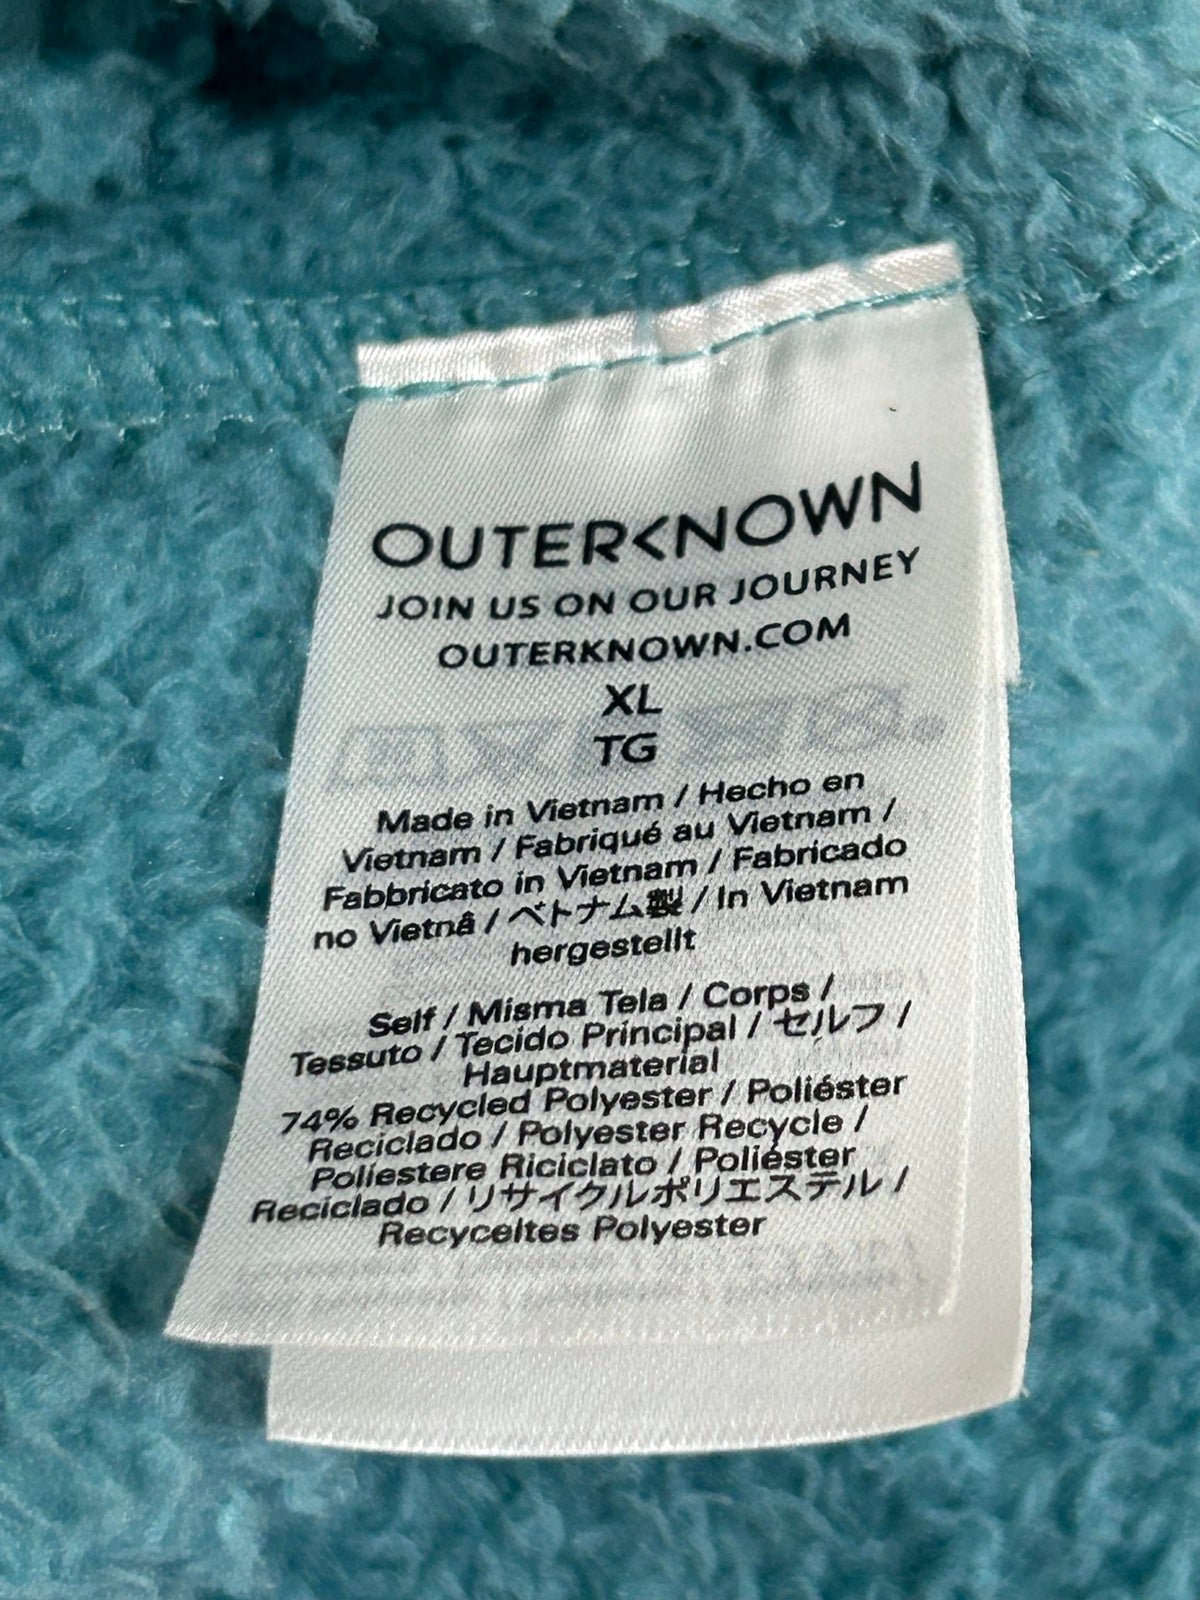 OUTERKNOWN
JOIN US ON OUR JOURNEY
OUTERKNOWN.COM
XL
TG
Made in Vietnam / Hecho en
Vietnam / Fabriqué au Vietnam /
Fabbricato in Vietnam / Fabricado
no Vietnâ / ベトナム製 / In Vietnam
hergestellt
Self / Misma Tela / Corps /
Tessuto / Tecido Principal / セルフ /
Hauptmaterial
74% Recycled Polyester / Poliéster
Reciclado / Polyester Recycle /
Poliestere Riciclato / Poliéster
Reciclado / リサイクルポリエステル /
Recyceltes Polyester